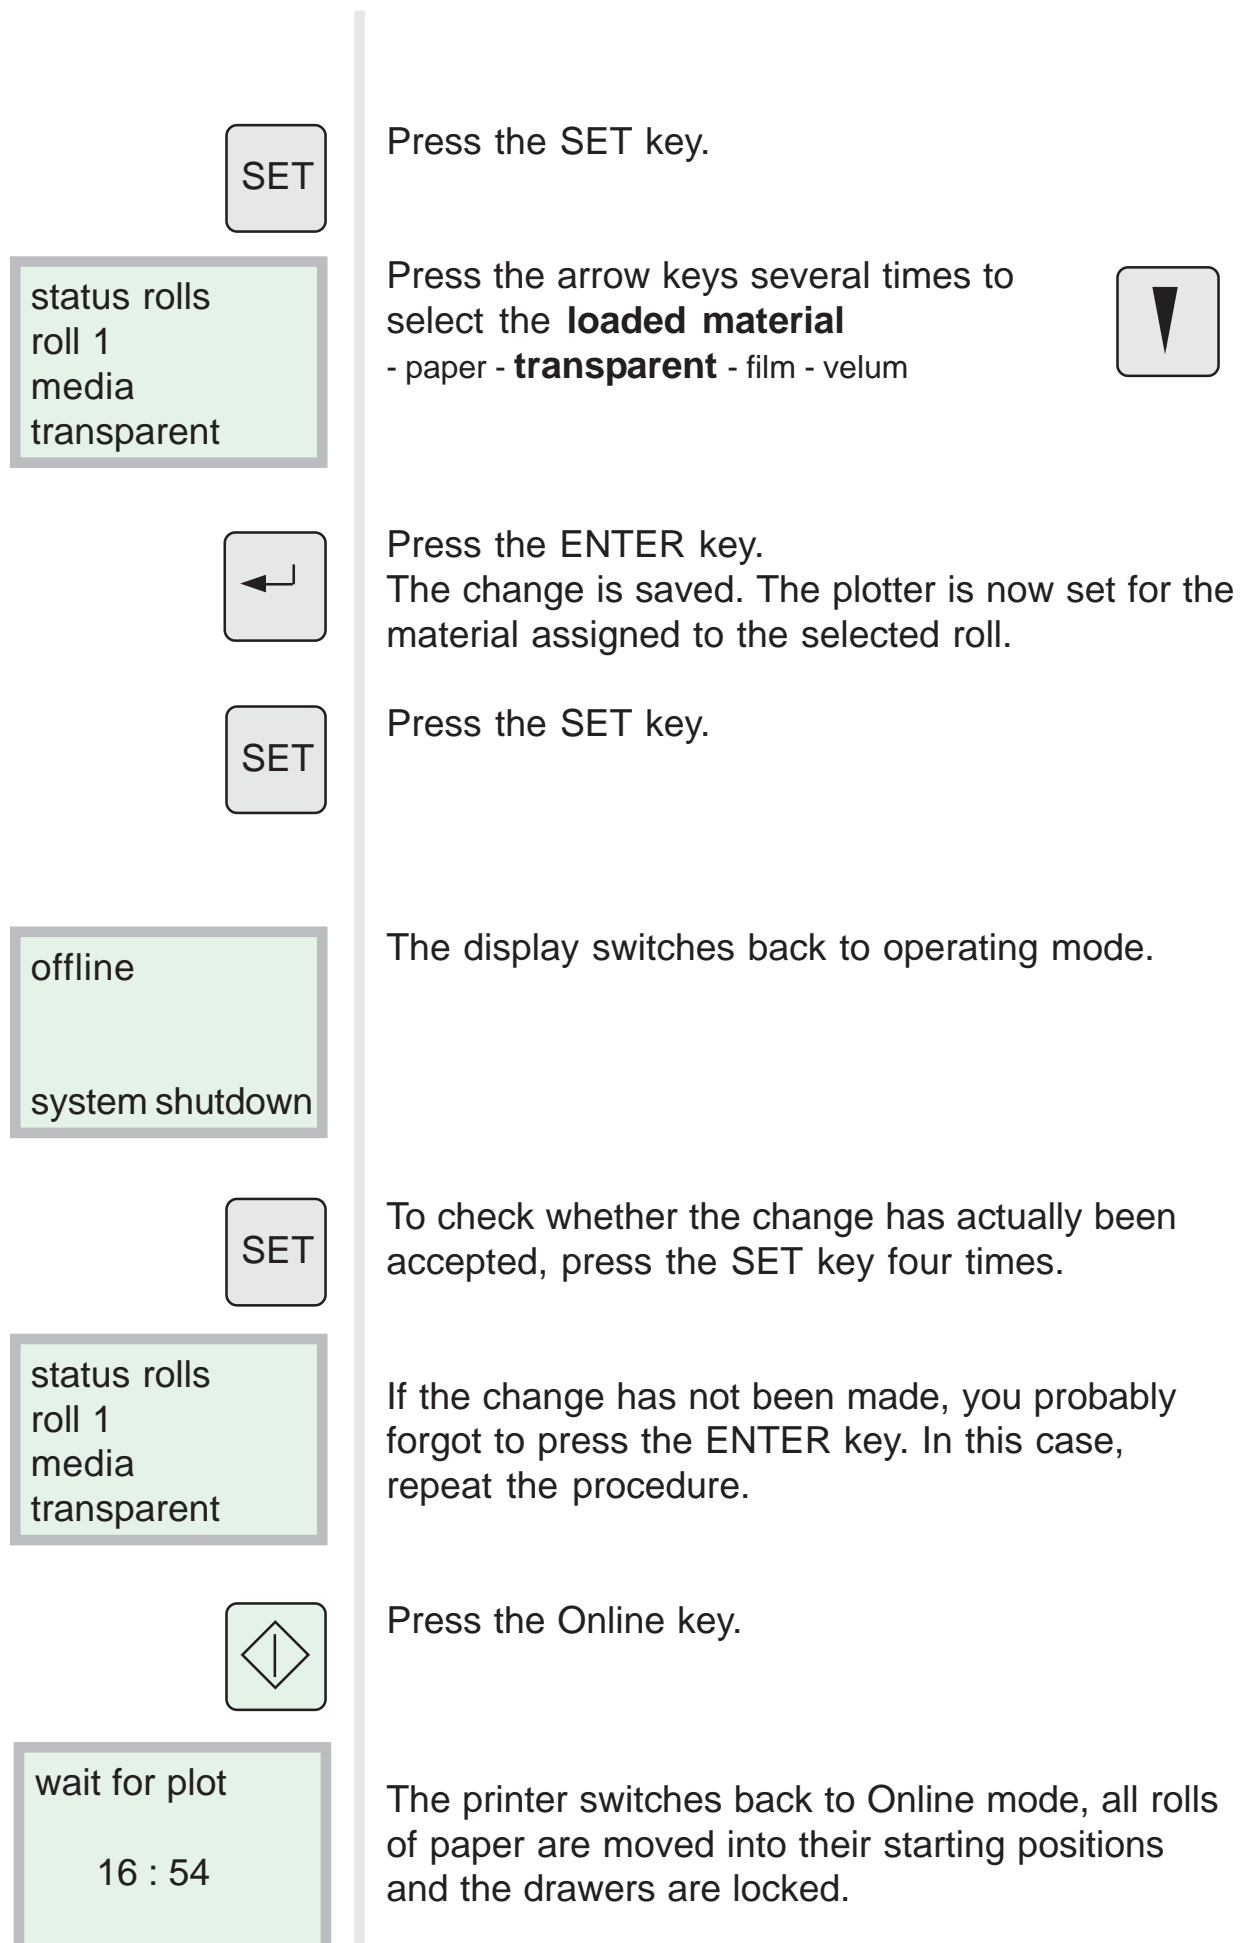 SET
Press the SET key.
status rolls
roll 1
media
transparent
Press the arrow keys several times to
select the loaded material
- paper - transparent - film - velum
Press the ENTER key.
The change is saved. The plotter is now set for the
material assigned to the selected roll.
SET
Press the SET key.
offline
system shutdown
The display switches back to operating mode.
SET
To check whether the change has actually been
accepted, press the SET key four times.
status rolls
roll 1
media
transparent
If the change has not been made, you probably
forgot to press the ENTER key. In this case,
repeat the procedure.
Press the Online key.
wait for plot
16 : 54
The printer switches back to Online mode, all rolls
of paper are moved into their starting positions
and the drawers are locked.